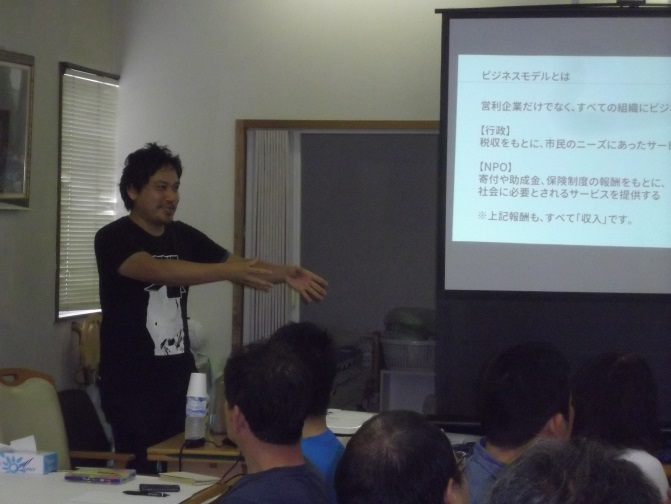 ビジネスモデルとは
営利企業だけでなく、すべての組織にビジ
【行政】
税収をもとに、市民のニーズにあったサービ
【NPO】
寄付や助成金、保険制度の報酬をもとに、
社会に必要とされるサービスを提供する
※上記報酬も、すべて「収入」です。